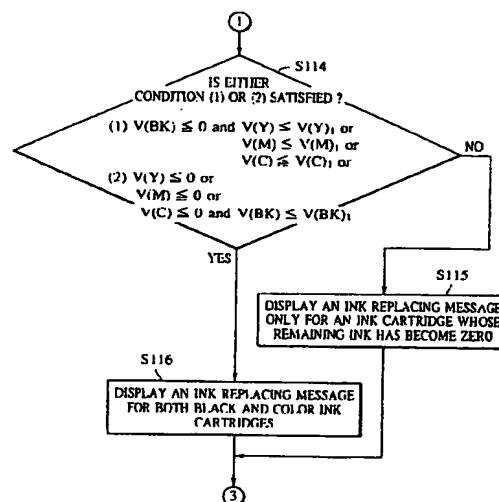 1
S114
IS EITHER
CONDITION (1) OR (2) SATISFIED ?
(1) V(BK) ≦ 0 and V(Y) ≤ V(Y)₁ or
V(M) ≤ V(M)₁ or
V(C) ≦ V(C)₁ or
NO
(2) V(Y) ≦ 0 or
V(M) ≦ 0 or
V(C) ≦ 0 and V(BK) ≤ V(BK)₁
YES
S115
DISPLAY AN INK REPLACING MESSAGE
ONLY FOR AN INK CARTRIDGE WHOSE
REMAINING INK HAS BECOME ZERO
S116
DISPLAY AN INK REPLACING MESSAGE
FOR BOTH BLACK AND COLOR INK
CARTRIDGES
3